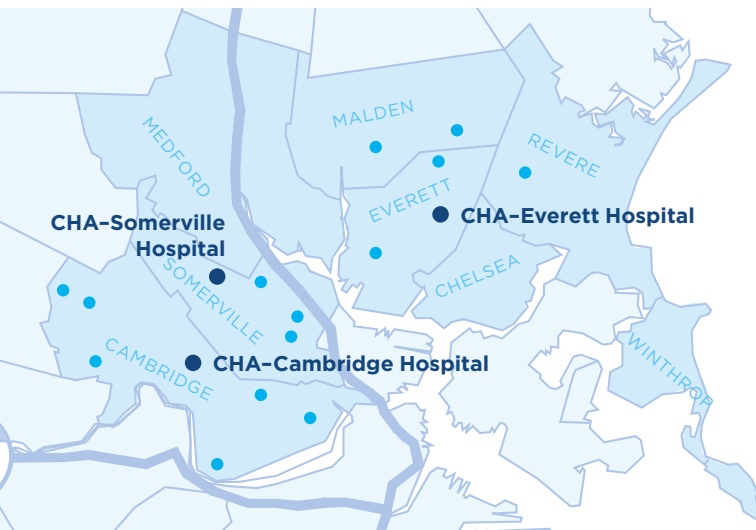 MALDEN
MEDFORD
REVERE
EVERETT
CHA–Somerville
Hospital
CHA–Everett Hospital
SOMERVILLE
CHELSEA
CAMBRIDGE
CHA–Cambridge Hospital
WINTHROP